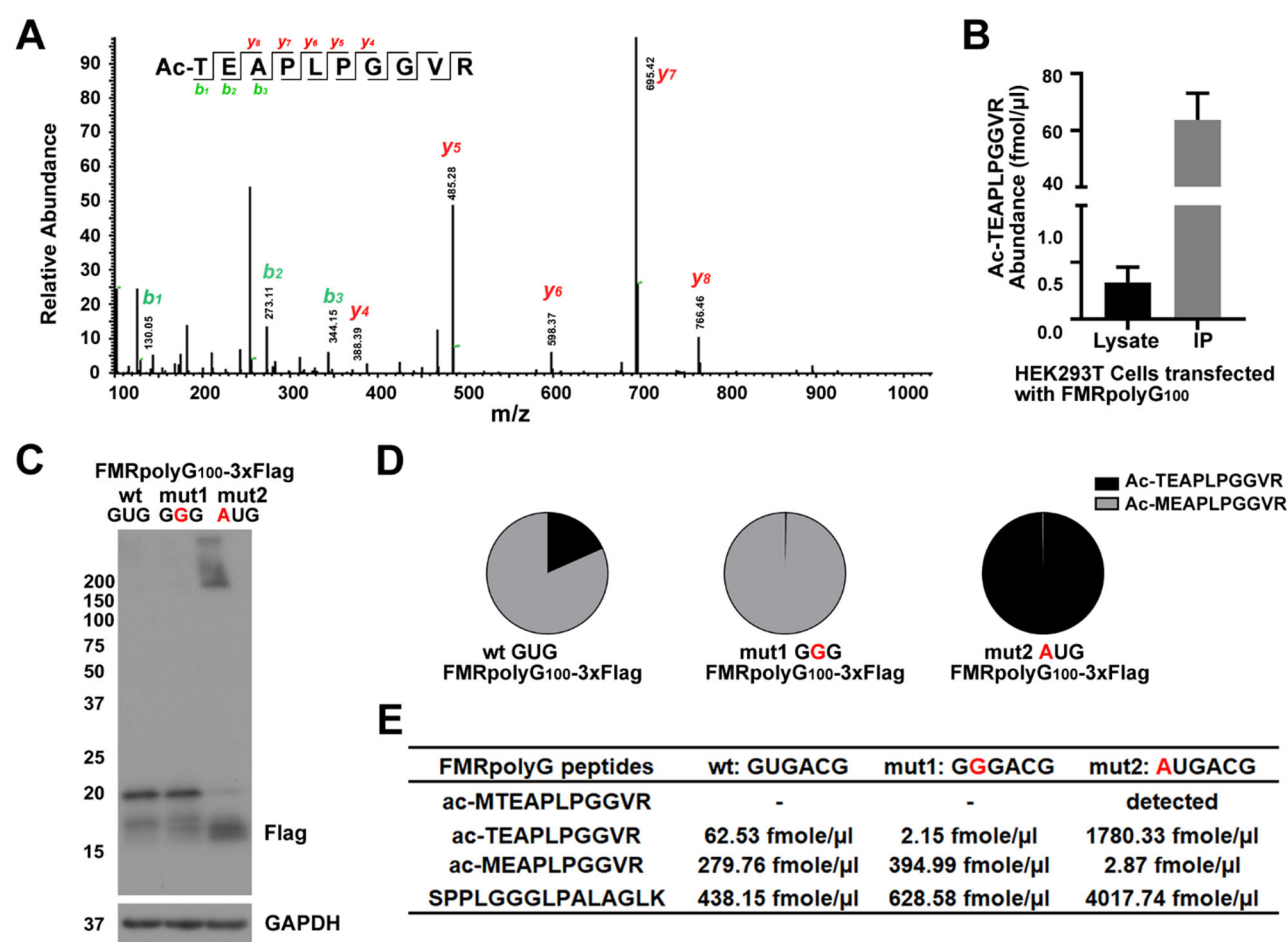 A
y8 y7 y6 y5 y4
Ac-TEAPLPGGVR
b1 b2 b3
Relative Abundance
90
80
70
60
50
40
30
20
10
0
b1
130.05
b2
273.11
b3
344.15
y4
388.39
y5
485.28
y6
598.37
695.42
y7
y8
766.46
100 200 300 400 500 600 700 800 900 1000
m/z
B
Ac-TEAPLPGGVR
Abundance (fmol/µl)
80
60
40
1.0
0.5
0.0
Lysate IP
HEK293T Cells transfected
with FMRpolyG100
C
FMRpolyG100-3xFlag
wt mut1 mut2
GUG GGG AUG
200
150
100
75
50
37
25
20
15
Flag
37
GAPDH
D
Ac-TEAPLPGGVR
Ac-MEAPLPGGVR
wt GUG
FMRpolyG100-3xFlag
mut1 GGG
FMRpolyG100-3xFlag
mut2 AUG
FMRpolyG100-3xFlag
E
FMRpolyG peptides wt: GUGACG mut1: GGGACG mut2: AUGACG
ac-MTEAPLPGGVR - - detected
ac-TEAPLPGGVR 62.53 fmole/µl 2.15 fmole/µl 1780.33 fmole/µl
ac-MEAPLPGGVR 279.76 fmole/µl 394.99 fmole/µl 2.87 fmole/µl
SPPLGGGLPALAGLK 438.15 fmole/µl 628.58 fmole/µl 4017.74 fmole/µl